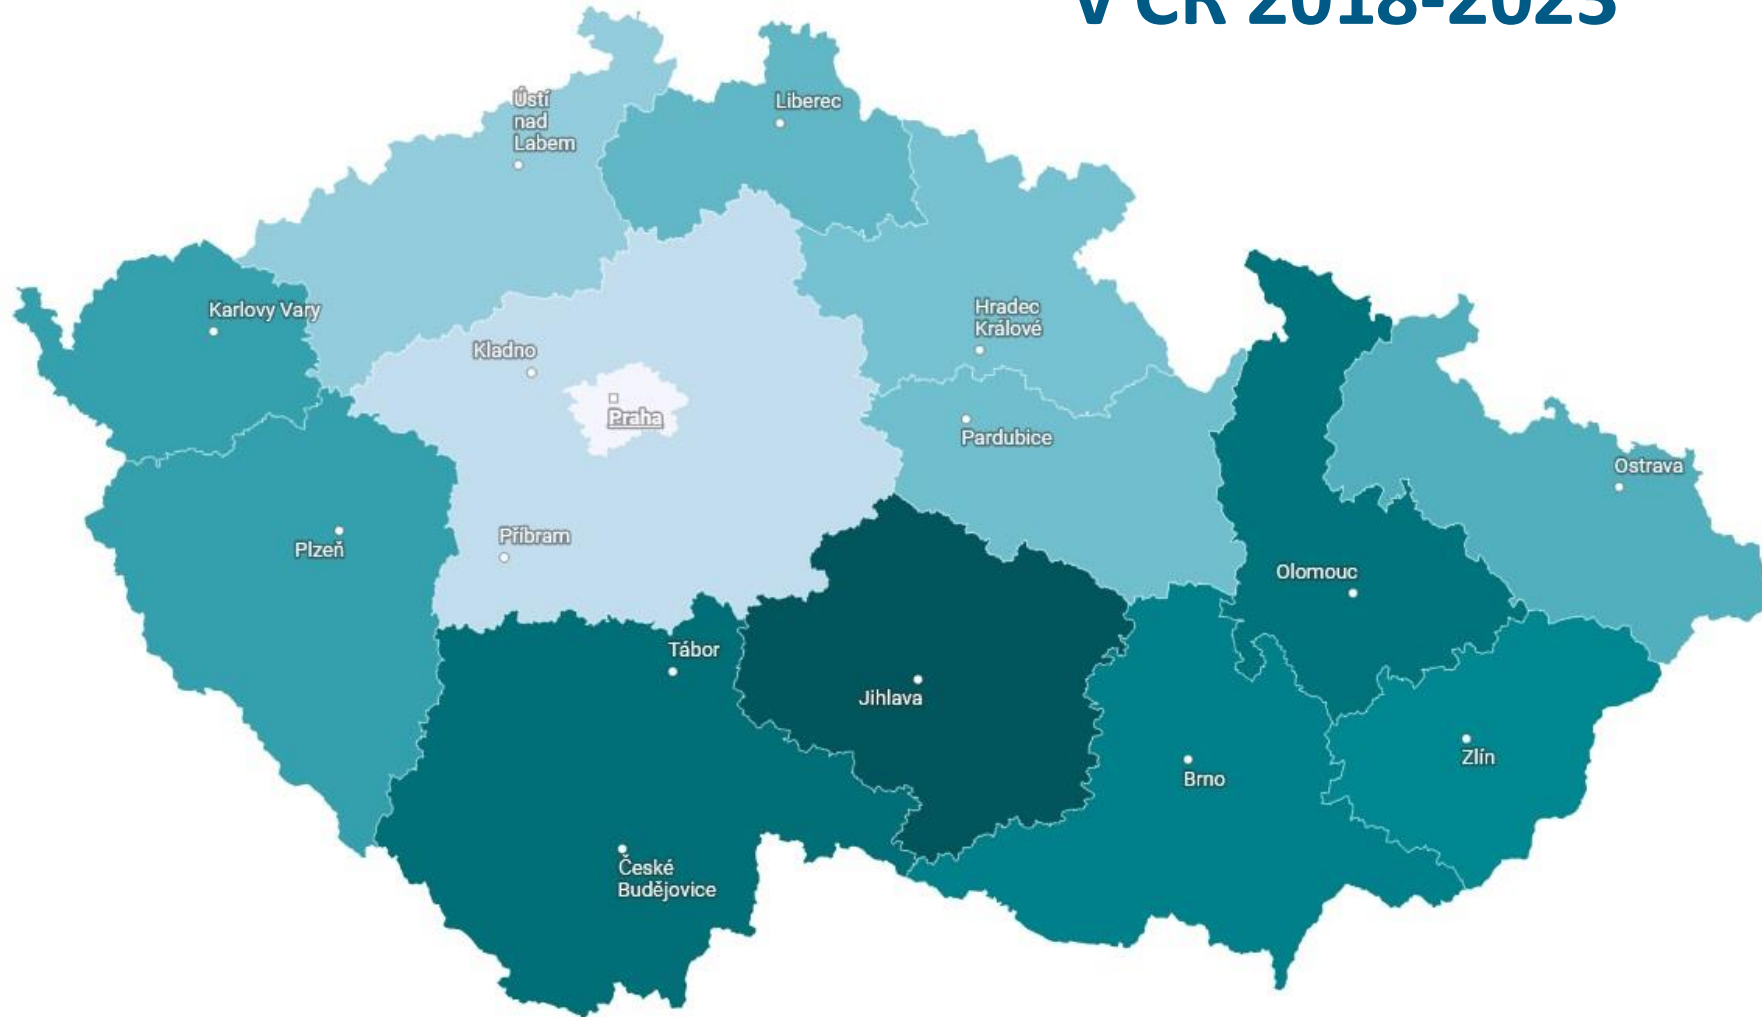 v ČR 2018-2023
Ústí
nad
Labem
Liberec
Karlovy Vary
Hradec
Králové
Kladno
Praha
Pardubice
Ostrava
Plzeň
Příbram
Olomouc
Tábor
Jihlava
Zlín
Brno
České
Budějovice